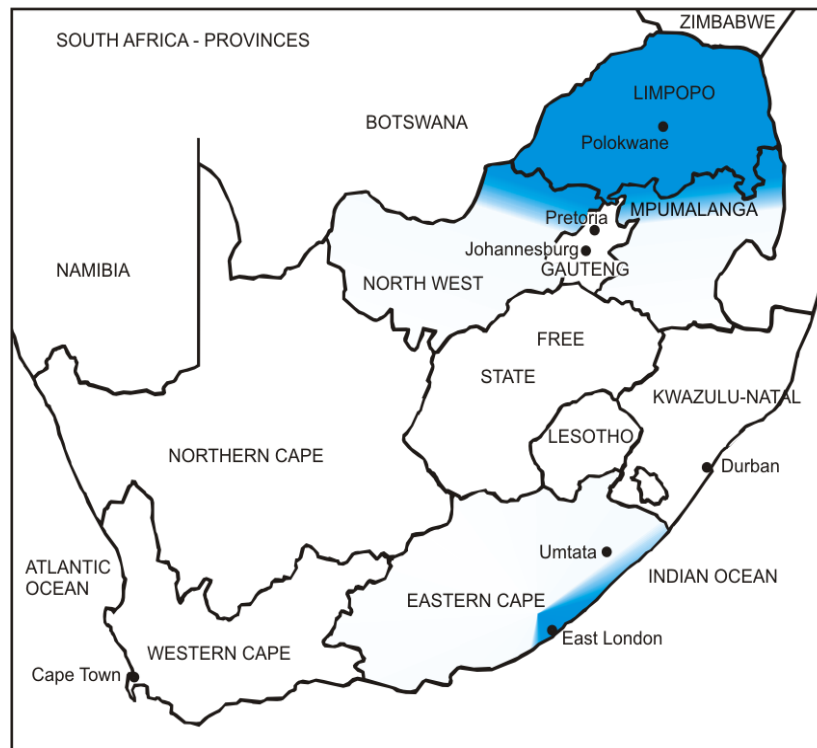 ZIMBABWE
SOUTH AFRICA - PROVINCES
LIMPOPO
BOTSWANA
Polokwane
MPUMALANGA
Pretoria
Johannesburg
GAUTENG
NAMIBIA
NORTH WEST
FREE
STATE
KWAZULU-NATAL
LESOTHO
NORTHERN CAPE
Durban
Umtata
ATLANTIC
OCEAN
INDIAN OCEAN
EASTERN CAPE
East London
WESTERN CAPE
Cape Town